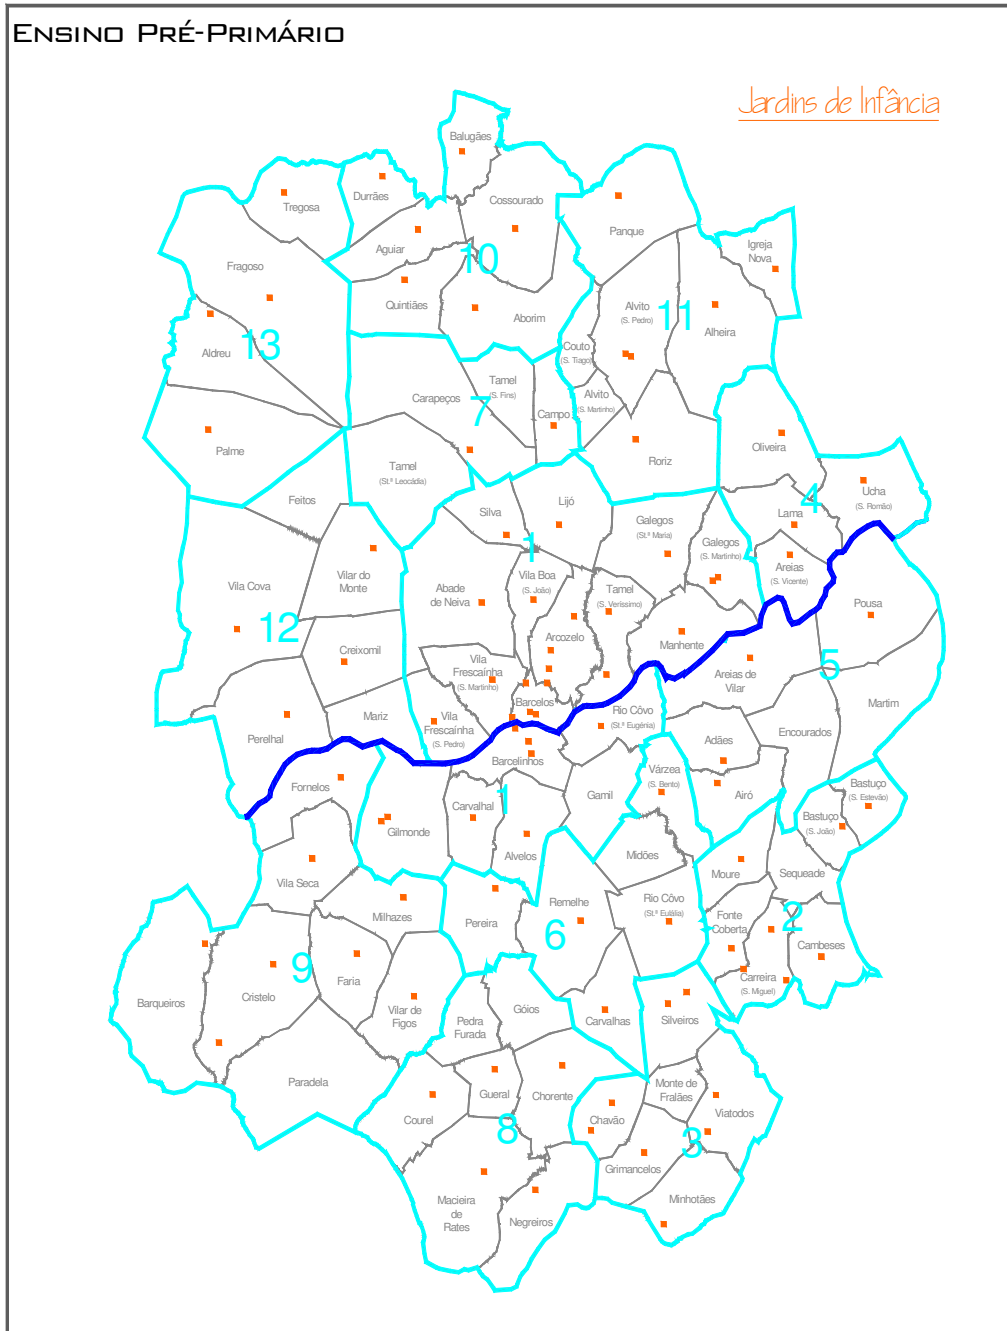 ENSINO PRÉ-PRIMÁRIO
Jardins de Infância
Balugães
Durrães
Tregosa
Cossourado
Panque
Igreja
Nova
Aguiar
10
Fragoso
Quintiães
Aborim
Alvito
(S. Pedro)
11
Alheira
13
Aldreu
Couto
(S. Tiago)
Tamel
(S. Fins)
Carapeços
7
Campo
Alvito
(S. Martinho)
Palme
Oliveira
Roriz
Tamel
(St.ª Leocádia)
Feitos
4
Ucha
(S. Romão)
Silva
Lijó
Galegos
(St.ª Maria)
Lama
1
Galegos
(S. Martinho)
Areias
(S. Vicente)
Vila Cova
Vilar do
Monte
Abade
de Neiva
Vila Boa
(S. João)
Tamel
(S. Veríssimo)
Pousa
12
Arcozelo
Manhente
Creixomil
Vila
Frescaínha
(S. Martinho)
Areias de
Vilar
5
Martim
Barcelos
Mariz
Vila
Frescaínha
(S. Pedro)
Rio Côvo
(St.ª Eugénia)
Encourados
Perelhal
Adães
Barcelinhos
Fornelos
Várzea
(S. Bento)
Airó
Bastuço
(S. Estevão)
1
Gamil
Carvalhal
Bastuço
(S. João)
Gilmonde
Alvelos
Midões
Moure
Sequeade
Vila Seca
Milhazes
Pereira
Remelhe
6
Rio Côvo
(St.ª Eulália)
Fonte
Coberta
2
Cambeses
9
Faria
Cristelo
Barqueiros
Carreira
(S. Miguel)
Vilar de
Figos
Góios
Pedra
Furada
Carvalhas
Silveiros
Paradela
Gueral
Chorente
Monte de
Fralães
Courel
Chavão
Viatodos
8
3
Grimancelos
Macieira
de
Rates
Negreiros
Minhotães